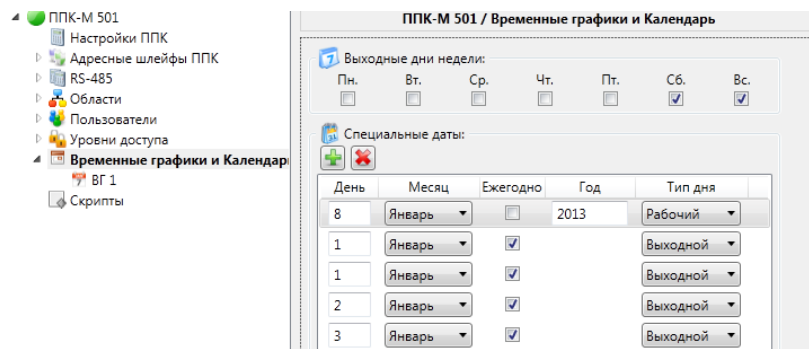 ППК-М 501
Настройки ППК
Адресные шлейфы ППК
RS-485
Области
Пользователи
Уровни доступа
Временные графики и Календар
ВГ 1
Скрипты
ППК-М 501 / Временные графики и Календарь
Выходные дни недели:
Пн. Вт. Ср. Чт. Пт. Сб. Вс.
Специальные даты:
День Месяц Ежегодно Год Тип дня
8 Январь 2013 Рабочий
1 Январь Выходной
1 Январь Выходной
2 Январь Выходной
3 Январь Выходной